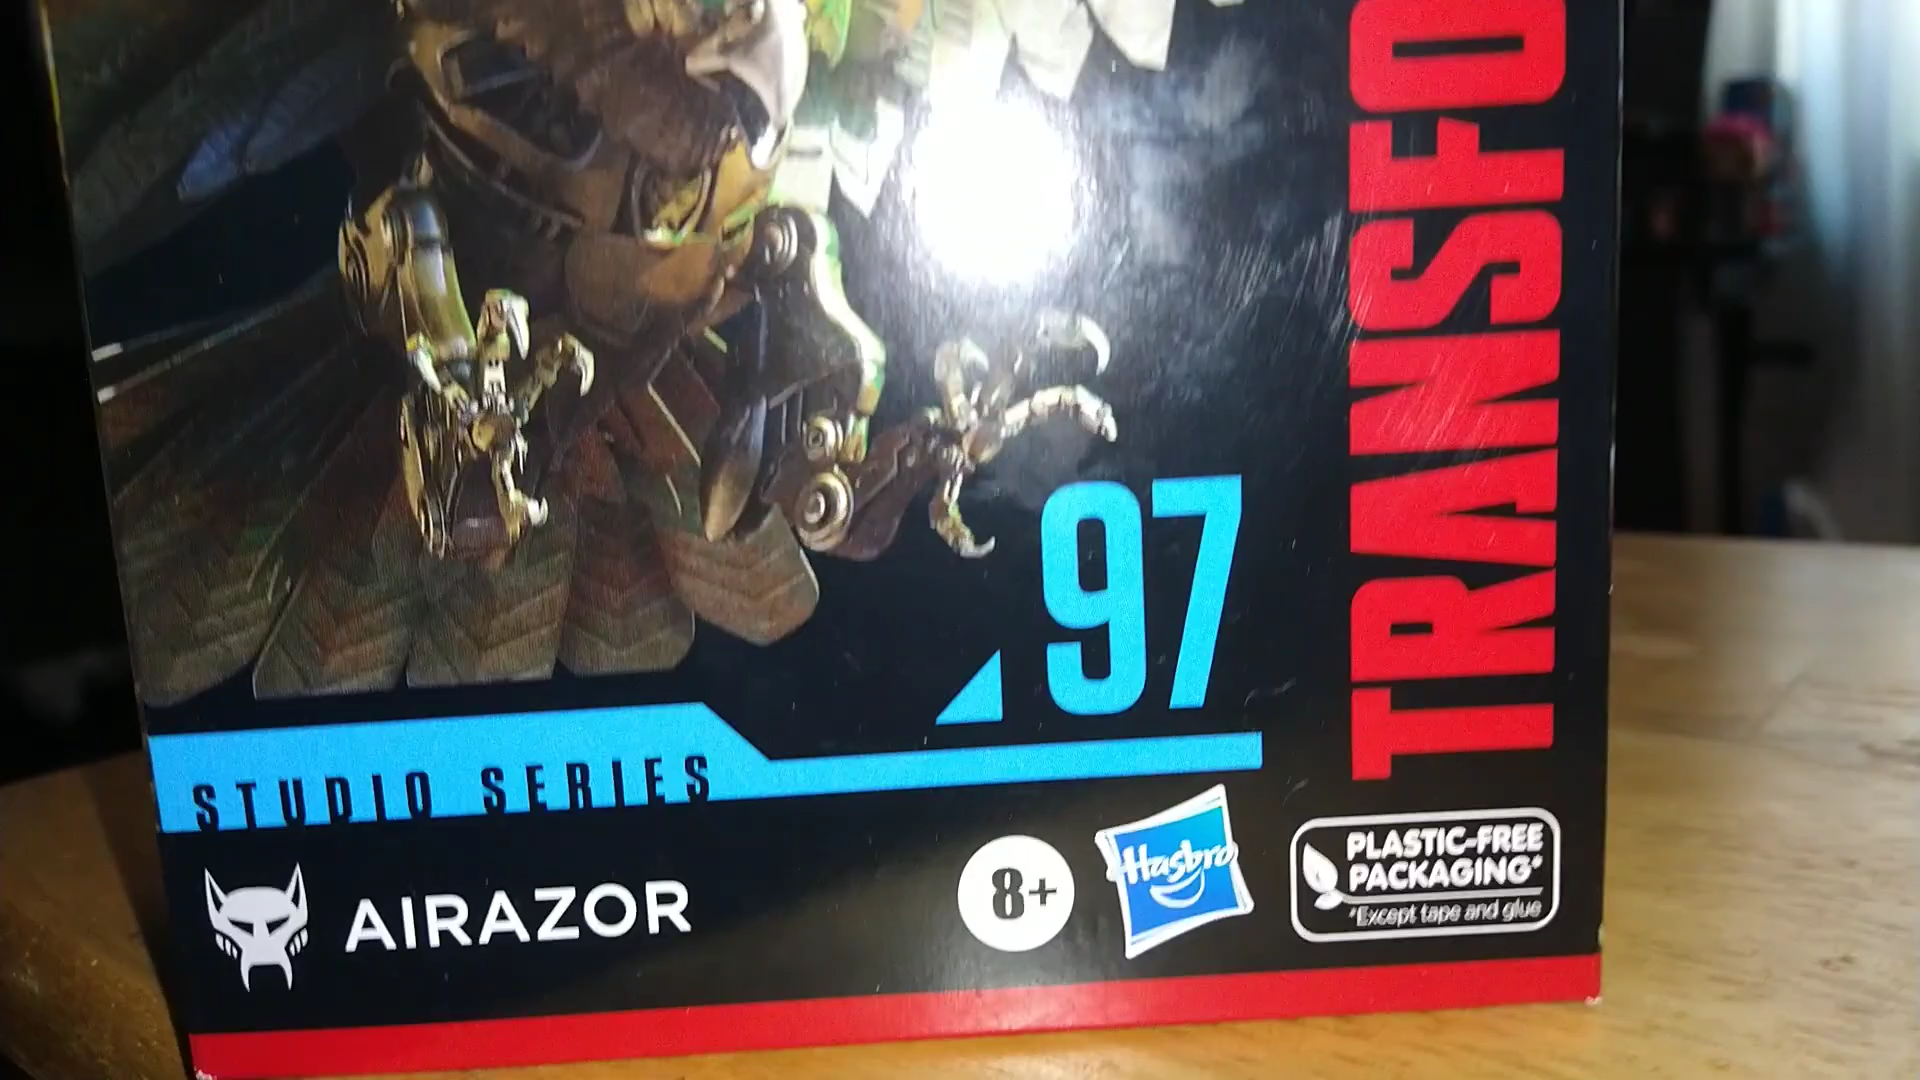 TRANSFO
97
STUDIO SERIES
AIRAZOR
8+
Hasbro
PLASTIC-FREE
PACKAGING*
*Except tape and glue